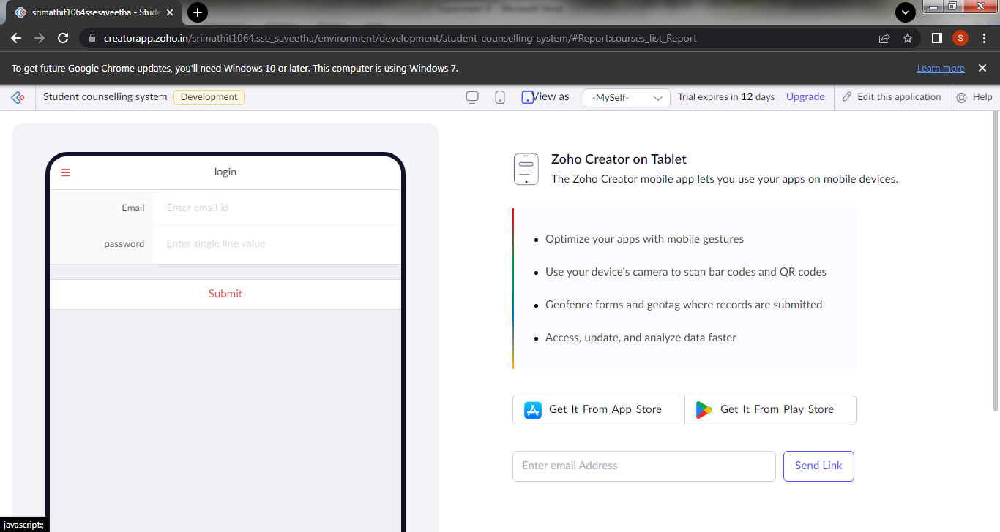 srimathit1064ssesaveetha - Stude
creatorapp.zoho.in/srimathit1064.sse_saveetha/environment/development/student-counselling-system/#Report:courses_list_Report
S
To get future Google Chrome updates, you'll need Windows 10 or later. This computer is using Windows 7.
Learn more
Student counselling system
Development
View as
-MySelf-
Trial expires in 12 days
Upgrade
Edit this application
Help
login
Email
Enter email id
password
Enter single line value
Submit
Zoho Creator on Tablet
The Zoho Creator mobile app lets you use your apps on mobile devices.
Optimize your apps with mobile gestures
Use your device's camera to scan bar codes and QR codes
Geofence forms and geotag where records are submitted
Access, update, and analyze data faster
Get It From App Store
Get It From Play Store
Enter email Address
Send Link
javascript:;